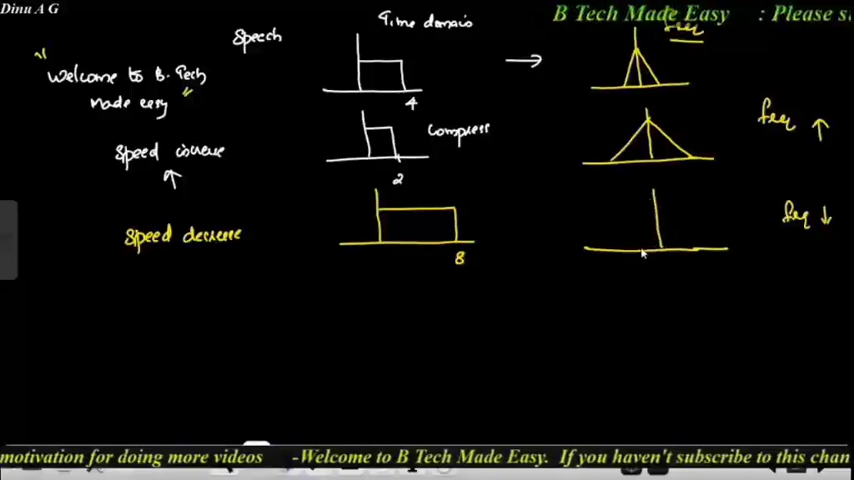 Dinu A G
B Tech Made Easy : Please s
Speech
Time domain
freq
"Welcome to B.Tech
made easy"
4
Speed increase
compress
freq ↑
2
Speed decrease
freq ↓
8
motivation for doing more videos -Welcome to B Tech Made Easy. If you haven't subscribe to this chan